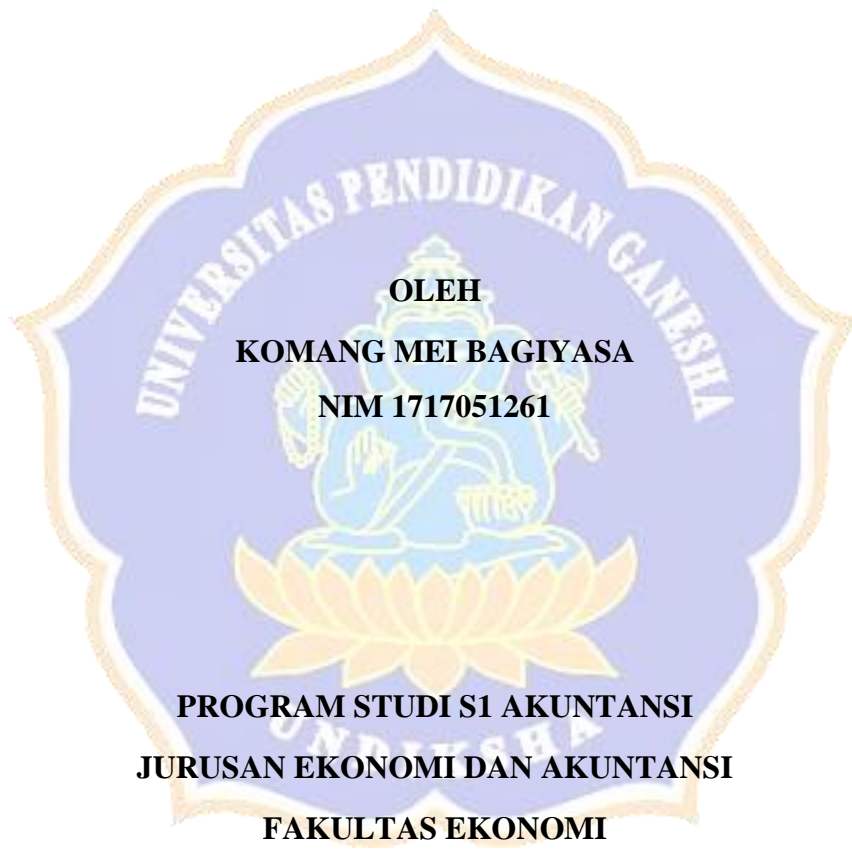 UNIVERSITAS PENDIDIKAN GANESHA
OLEH
KOMANG MEI BAGIYASA
NIM 1717051261
PROGRAM STUDI S1 AKUNTANSI
UNDIKSHA
JURUSAN EKONOMI DAN AKUNTANSI
FAKULTAS EKONOMI